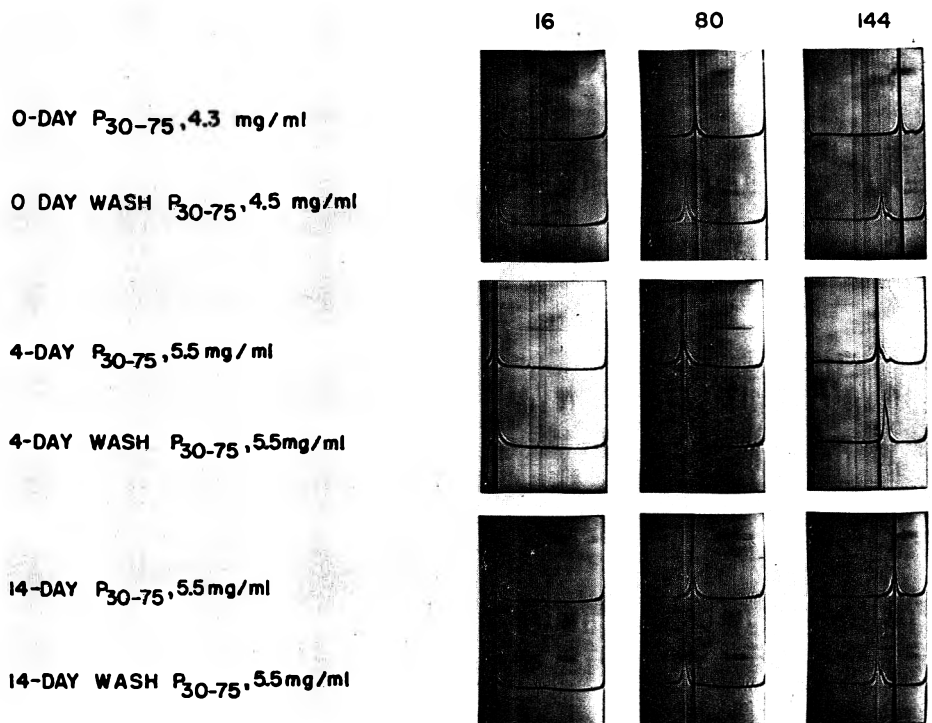 16 80 144
0-DAY P30-75, 4.3 mg/ml
0 DAY WASH P30-75, 4.5 mg/ml
4-DAY P30-75, 5.5 mg/ml
4-DAY WASH P30-75, 5.5mg/ml
14-DAY P30-75, 5.5mg/ml
14-DAY WASH P30-75, 5.5mg/ml